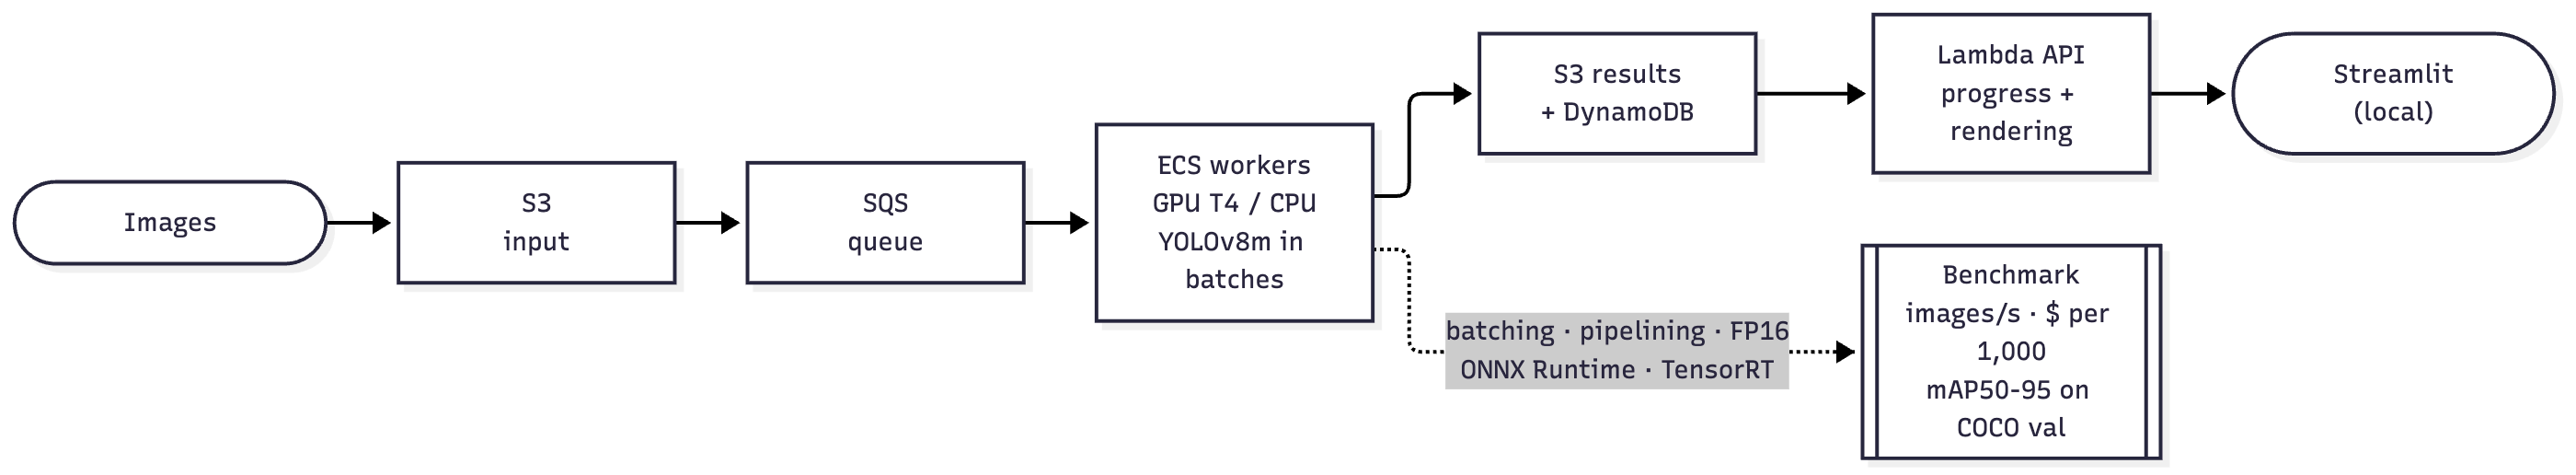 Images
S3
input
SQS
queue
ECS workers
GPU T4 / CPU
YOLOv8m in
batches
S3 results
+ DynamoDB
Lambda API
progress +
rendering
Streamlit
(local)
batching · pipelining · FP16
ONNX Runtime · TensorRT
Benchmark
images/s · $ per
1,000
mAP50-95 on
COCO val